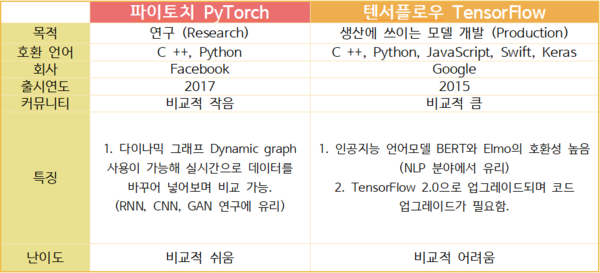 파이토치 PyTorch 텐서플로우 TensorFlow
목적 연구 (Research) 생산에 쓰이는 모델 개발 (Production)
호환 언어 C ++, Python C ++, Python, JavaScript, Swift, Keras
회사 Facebook Google
출시연도 2017 2015
커뮤니티 비교적 작음 비교적 큼
특징
1. 다이나믹 그래프 Dynamic graph
사용이 가능해 실시간으로 데이터를
바꾸어 넣어보며 비교 가능.
(RNN, CNN, GAN 연구에 유리)
1. 인공지능 언어모델 BERT와 Elmo의 호환성 높음
(NLP 분야에서 유리)
2. TensorFlow 2.0으로 업그레이드되며 코드
업그레이드가 필요함.
난이도 비교적 쉬움 비교적 어려움